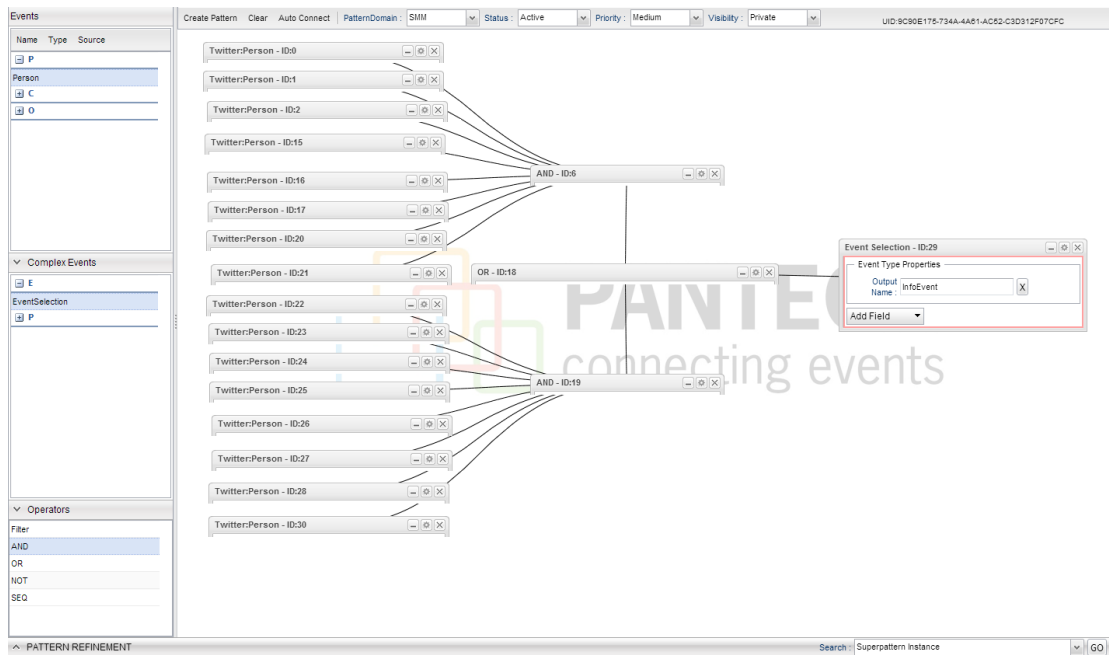 Events
Create Pattern Clear Auto Connect PatternDomain : SMM Status : Active Priority : Medium Visibility : Private
UID:9C90E175-734A-4A61-AC52-C3D312F07CFC
Name Type Source
P
Person
C
O
Twitter:Person - ID:0
Twitter:Person - ID:1
Twitter:Person - ID:2
Twitter:Person - ID:15
Twitter:Person - ID:16
Twitter:Person - ID:17
Twitter:Person - ID:20
Twitter:Person - ID:21
Twitter:Person - ID:22
Twitter:Person - ID:23
Twitter:Person - ID:24
Twitter:Person - ID:25
Twitter:Person - ID:26
Twitter:Person - ID:27
Twitter:Person - ID:28
Twitter:Person - ID:30
AND - ID:6
OR - ID:18
AND - ID:19
Event Selection - ID:29
Event Type Properties
Output
Name : InfoEvent X
Add Field
connecting events
Complex Events
E
EventSelection
P
Operators
Filter
AND
OR
NOT
SEQ
PATTERN REFINEMENT
Search : Superpattern Instance GO